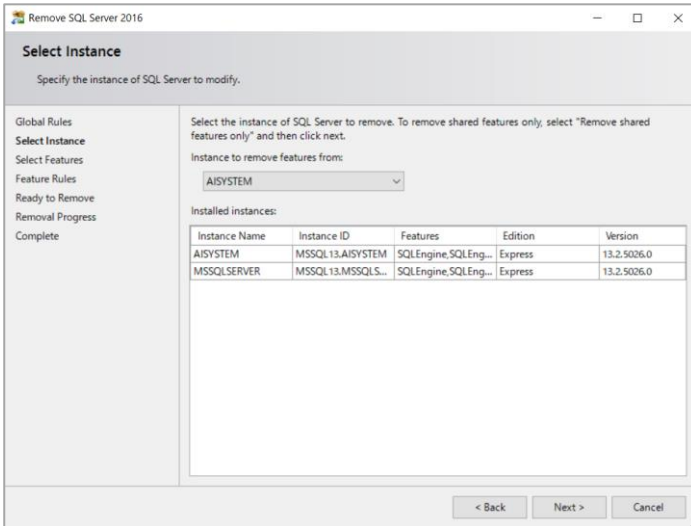 Remove SQL Server 2016
Select Instance
Specify the instance of SQL Server to modify.
Global Rules
Select Instance
Select Features
Feature Rules
Ready to Remove
Removal Progress
Complete
Select the instance of SQL Server to remove. To remove shared features only, select "Remove shared
features only" and then click next.
Instance to remove features from:
AISYSTEM
Installed instances:
Instance Name Instance ID Features Edition Version
AISYSTEM MSSQL13.AISYSTEM SQLEngine,SQLEng... Express 13.2.5026.0
MSSQLSERVER MSSQL13.MSSQLS... SQLEngine,SQLEng... Express 13.2.5026.0
< Back Next > Cancel